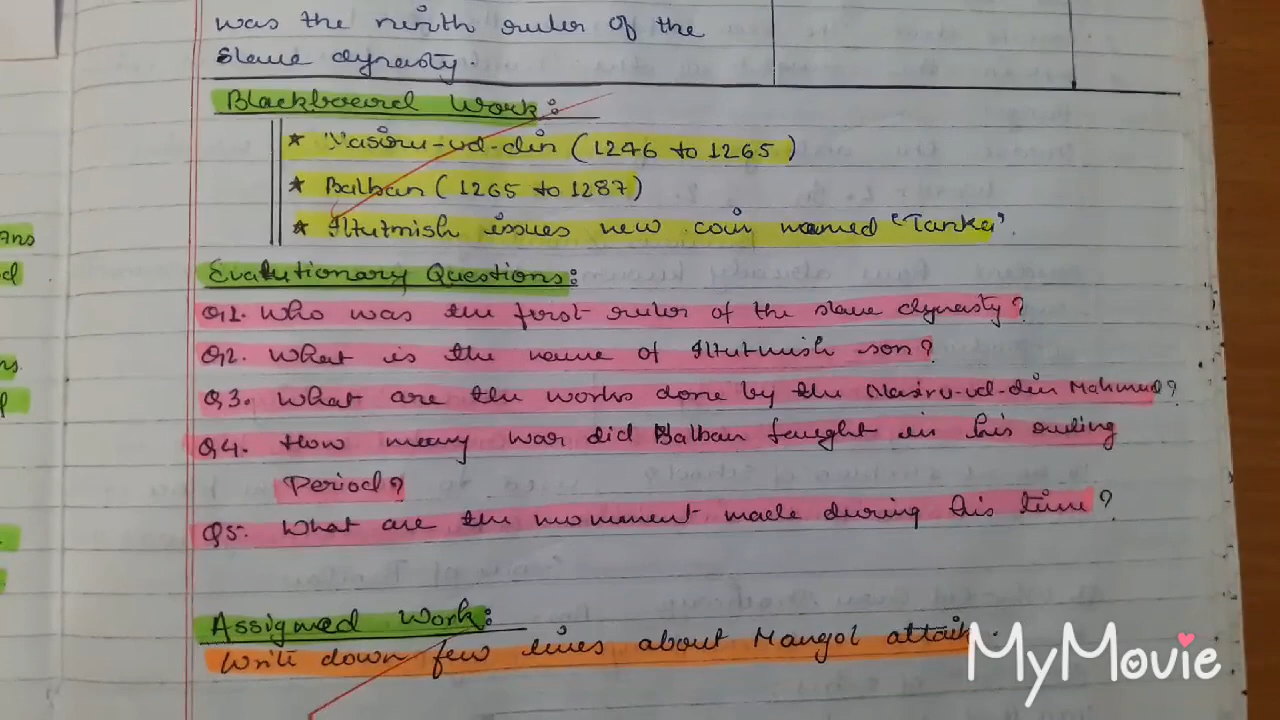 was the ninth ruler of the
Slave dynasty.
Blackboard Work:
* Nasiru-ud-din (1246 to 1265)
* Balban (1265 to 1287)
* Iltutmish issues new coin named 'Tanka'.
Evalutionary Questions:
Q1. Who was the first ruler of the slave dynasty?
Q2. What is the name of Iltutmish son?
Q3. What are the works done by the Nasiru-ud-din Mahmud?
Q4. How many war did Balban faught in his ruling
Period?
Q5. What are the monument made during his time?
Assigned Work:
Write down few lines about Mangol attack.
Ans
d
ns.
f
MyMovie